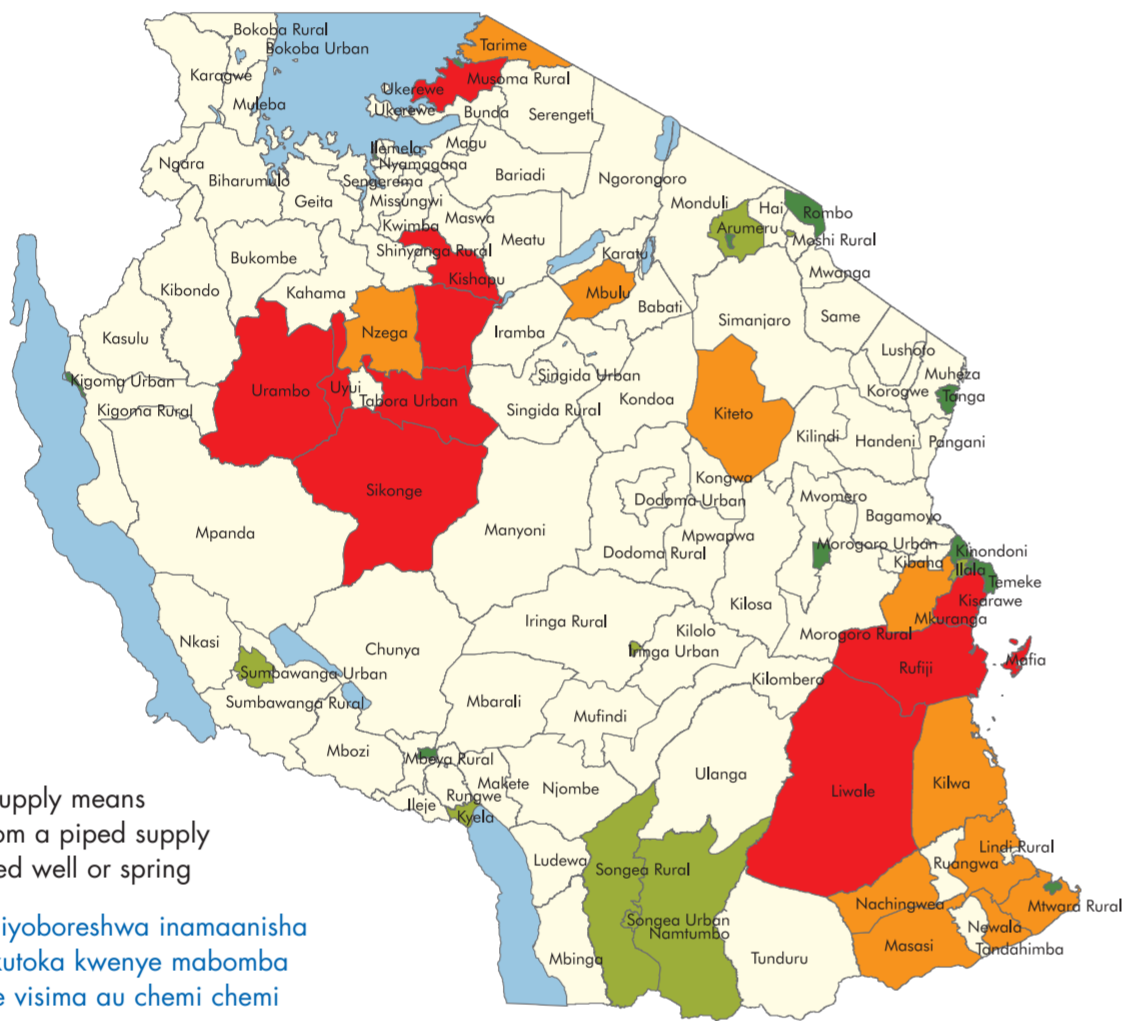 Bokoba Rural
Bokoba Urban
Tarime
Karagwe
Musoma Rural
Ukerewe
Muleba
Ukerewe
Bunda
Serengeti
Ilemela
Magu
Ngara
Nyamagana
Biharumulo
Sengerema
Bariadi
Ngorongoro
Geita
Missungwi
Monduli
Hai
Rombo
Kwimba
Maswa
Arumeru
Moshi Rural
Meatu
Shinyanga Rural
Karatu
Bukombe
Mwanga
Kishapu
Kibondo
Kahama
Mbulu
Babati
Same
Simanjaro
Kasulu
Nzega
Iramba
Lushoto
Muheza
Kigoma Urban
Singida Urban
Urambo
Uyui
Tabora Urban
Kondoa
Korogwe
Tanga
Kigoma Rural
Singida Rural
Kiteto
Kilindi
Handeni
Pangani
Kongwa
Sikonge
Dodoma Urban
Mvomero
Bagamoyo
Mpanda
Manyoni
Mpwapwa
Morogoro Urban
Dodoma Rural
Kinondoni
Kibaha
Ilala
Temeke
Kilosa
Kisarawe
Iringa Rural
Mkuranga
Nkasi
Chunya
Kilolo
Morogoro Rural
Iringa Urban
Mafia
Sumbawanga Urban
Rufiji
Kilombero
Sumbawanga Rural
Mbarali
Mufindi
Mbozi
Mbeya Rural
Ulanga
Makete
Njombe
Kilwa
Liwale
Rungwe
Ileje
Kyela
Lindi Rural
Ludewa
Songea Rural
Ruangwa
Nachingwea
Mtwara Rural
Songea Urban
Namtumbo
Newala
Masasi
Tandahimba
Mbinga
Tunduru
upply means
om a piped supply
ed well or spring
iyoboreshwa inamaanisha
kutoka kwenye mabomba
e visima au chemi chemi